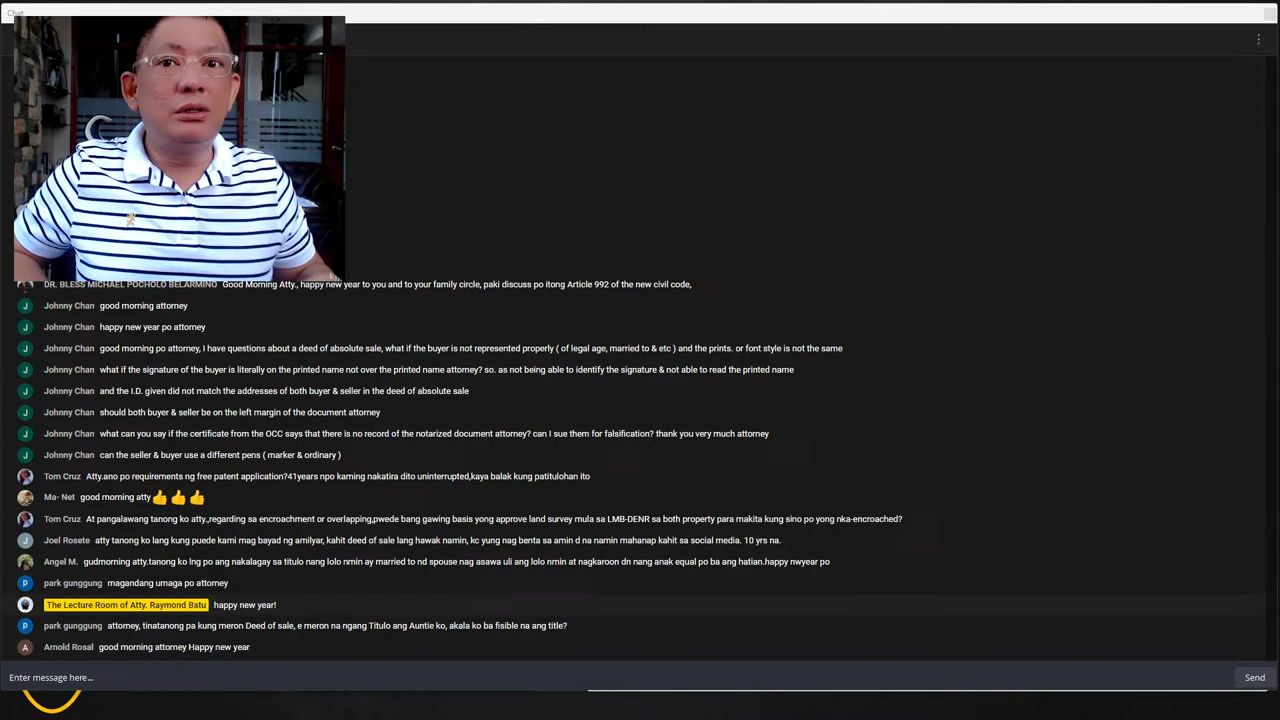 Chat
DR. BLESS MICHAEL POCHOLO BELARMINO Good Morning Atty., happy new year to you and to your family circle, paki discuss po itong Article 992 of the new civil code,
J Johnny Chan good morning attorney
J Johnny Chan happy new year po attorney
J Johnny Chan good morning po attorney, I have questions about a deed of absolute sale, what if the buyer is not represented properly ( of legal age, married to & etc ) and the prints. or font style is not the same
J Johnny Chan what if the signature of the buyer is literally on the printed name not over the printed name attorney? so. as not being able to identify the signature & not able to read the printed name
J Johnny Chan and the I.D. given did not match the addresses of both buyer & seller in the deed of absolute sale
J Johnny Chan should both buyer & seller be on the left margin of the document attorney
J Johnny Chan what can you say if the certificate from the OCC says that there is no record of the notarized document attorney? can I sue them for falsification? thank you very much attorney
J Johnny Chan can the seller & buyer use a different pens ( marker & ordinary )
Tom Cruz Atty.ano po requirements ng free patent application?41years npo kaming nakatira dito uninterrupted,kaya balak kung patitulohan ito
Ma- Net good morning atty👍👍👍
Tom Cruz At pangalawang tanong ko atty.,regarding sa encroachment or overlapping,pwede bang gawing basis yong approve land survey mula sa LMB-DENR sa both property para makita kung sino po yong nka-encroached?
J Joel Rosete atty tanong ko lang kung puede kami mag bayad ng amilyar, kahit deed of sale lang hawak namin, kc yung nag benta sa amin d na namin mahanap kahit sa social media. 10 yrs na.
Angel M. gudmorning atty.tanong ko lng po ang nakalagay sa titulo nang lolo nmin ay married to nd spouse nag asawa uli ang lolo nmin at nagkaroon dn nang anak equal po ba ang hatian.happy nwyear po
p park gunggung magandang umaga po attorney
The Lecture Room of Atty. Raymond Batu happy new year!
p park gunggung attorney, tinatanong pa kung meron Deed of sale, e meron na ngang Titulo ang Auntie ko, akala ko ba fisible na ang title?
A Arnold Rosal good morning attorney Happy new year
Enter message here...
Send